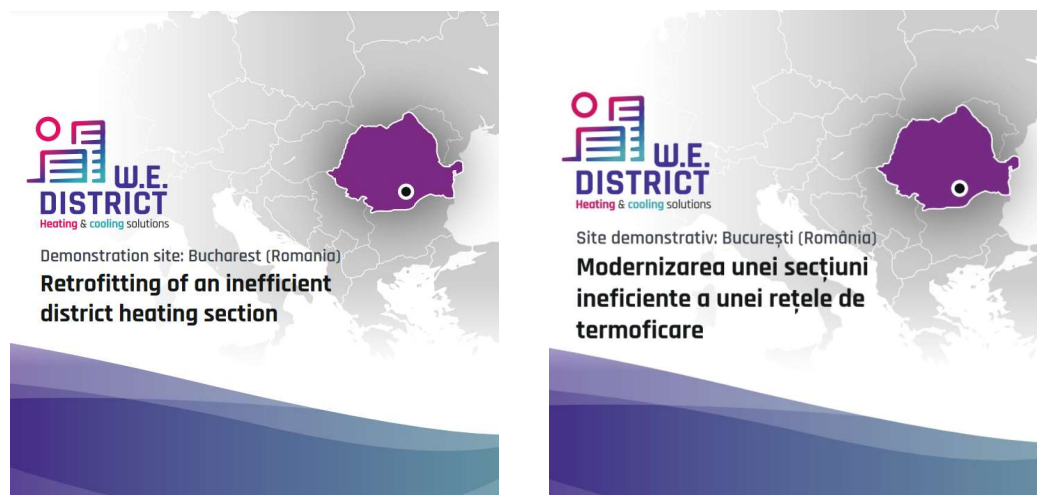 W.E.
DISTRICT
Heating & cooling solutions
Demonstration site: Bucharest (Romania)
Retrofitting of an inefficient
district heating section
W.E.
DISTRICT
Heating & cooling solutions
Site demonstrativ: București (România)
Modernizarea unei secțiuni
ineficiente a unei rețele de
termoficare